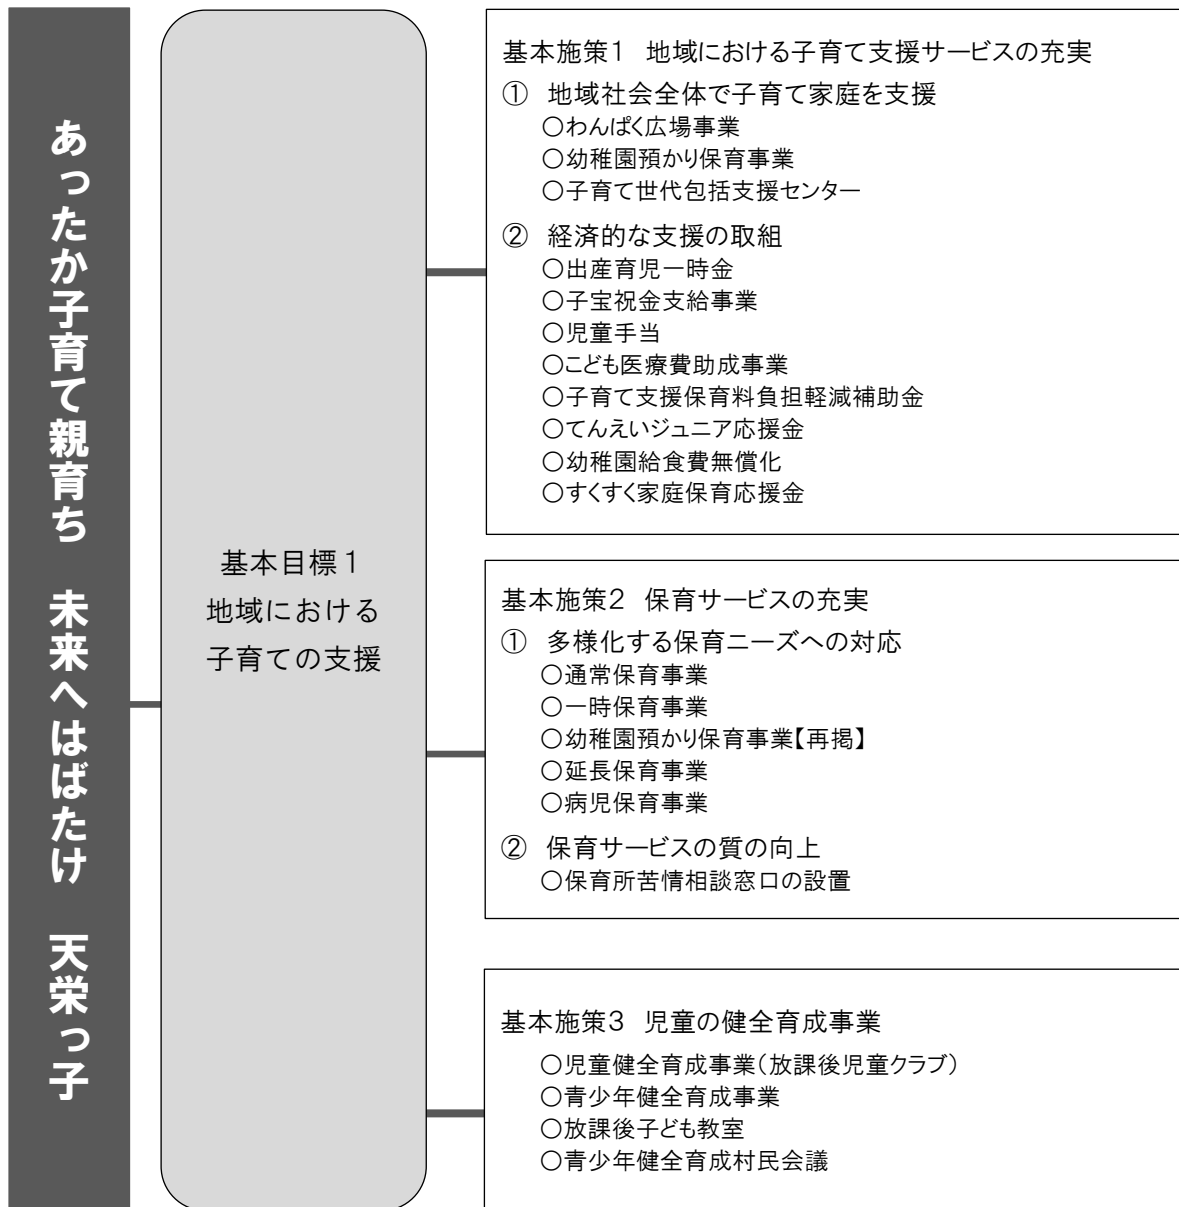 あったか子育て親育ち　未来へはばたけ　天栄っ子
基本目標１
地域における
子育ての支援
基本施策1　地域における子育て支援サービスの充実
①　地域社会全体で子育て家庭を支援
○わんぱく広場事業
○幼稚園預かり保育事業
○子育て世代包括支援センター
②　経済的な支援の取組
○出産育児一時金
○子宝祝金支給事業
○児童手当
○こども医療費助成事業
○子育て支援保育料負担軽減補助金
○てんえいジュニア応援金
○幼稚園給食費無償化
○すくすく家庭保育応援金
基本施策2　保育サービスの充実
①　多様化する保育ニーズへの対応
○通常保育事業
○一時保育事業
○幼稚園預かり保育事業【再掲】
○延長保育事業
○病児保育事業
②　保育サービスの質の向上
○保育所苦情相談窓口の設置
基本施策3　児童の健全育成事業
○児童健全育成事業（放課後児童クラブ）
○青少年健全育成事業
○放課後子ども教室
○青少年健全育成村民会議